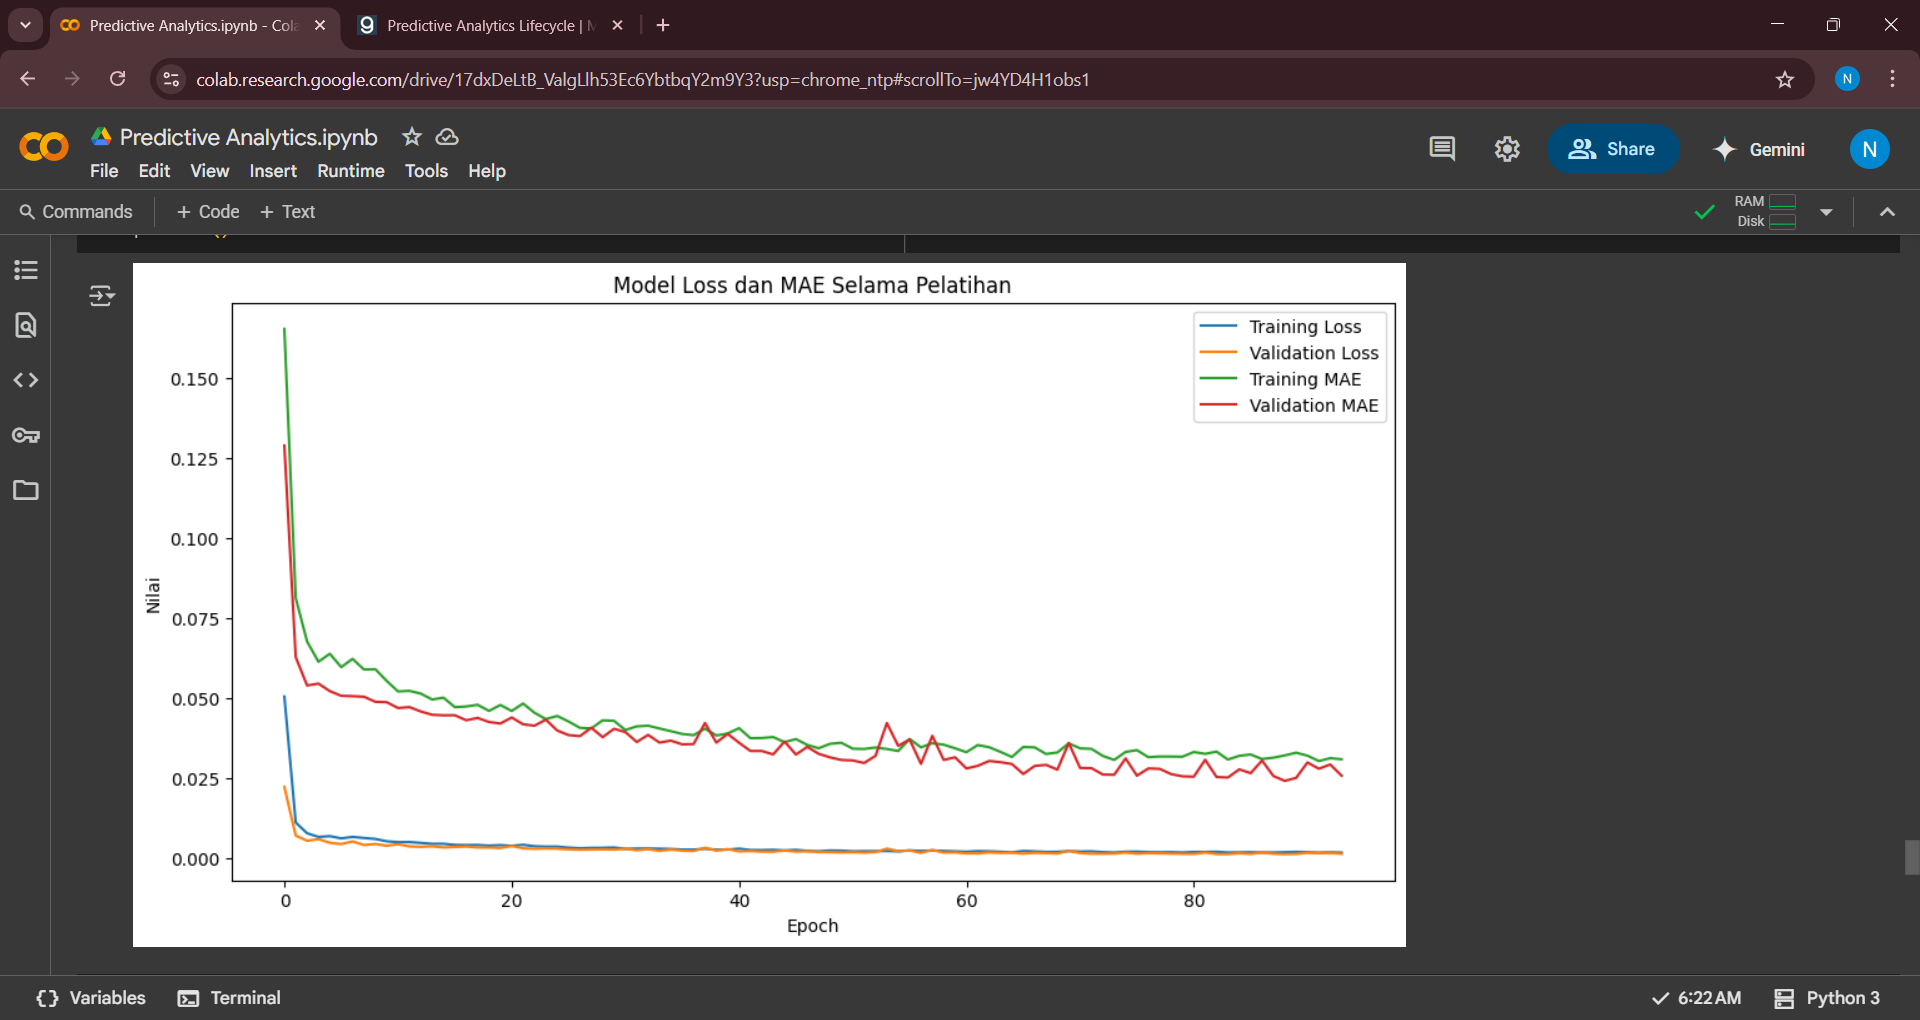 Predictive Analytics.ipynb - Cola
Predictive Analytics Lifecycle | M
colab.research.google.com/drive/17dxDeLtB_ValgLlh53Ec6YbtbqY2m9Y3?usp=chrome_ntp#scrollTo=jw4YD4H1obs1
N
Predictive Analytics.ipynb
File Edit View Insert Runtime Tools Help
Share
Gemini
N
Commands + Code + Text
RAM
Disk
Model Loss dan MAE Selama Pelatihan
Training Loss
Validation Loss
Training MAE
Validation MAE
0.150
0.125
0.100
0.075
0.050
0.025
0.000
Nilai
0 20 40 60 80
Epoch
Variables Terminal
6:22 AM Python 3